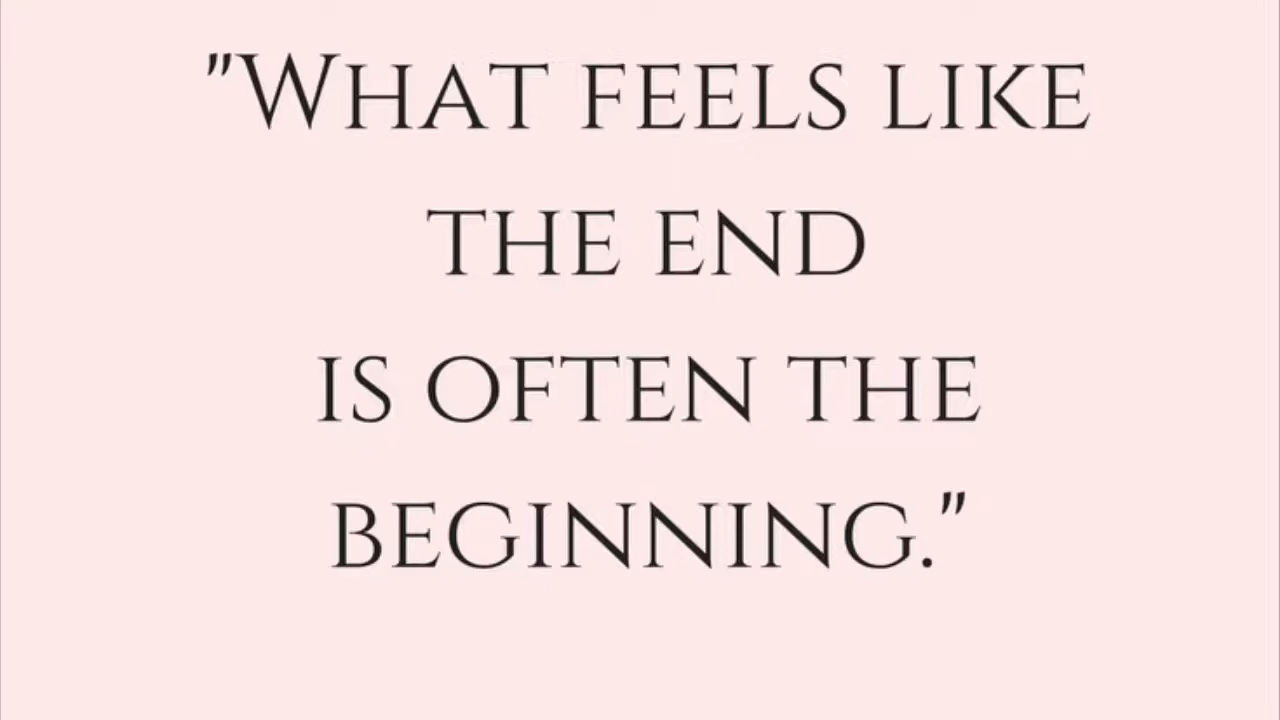 "What feels like
the end
is often the
beginning."